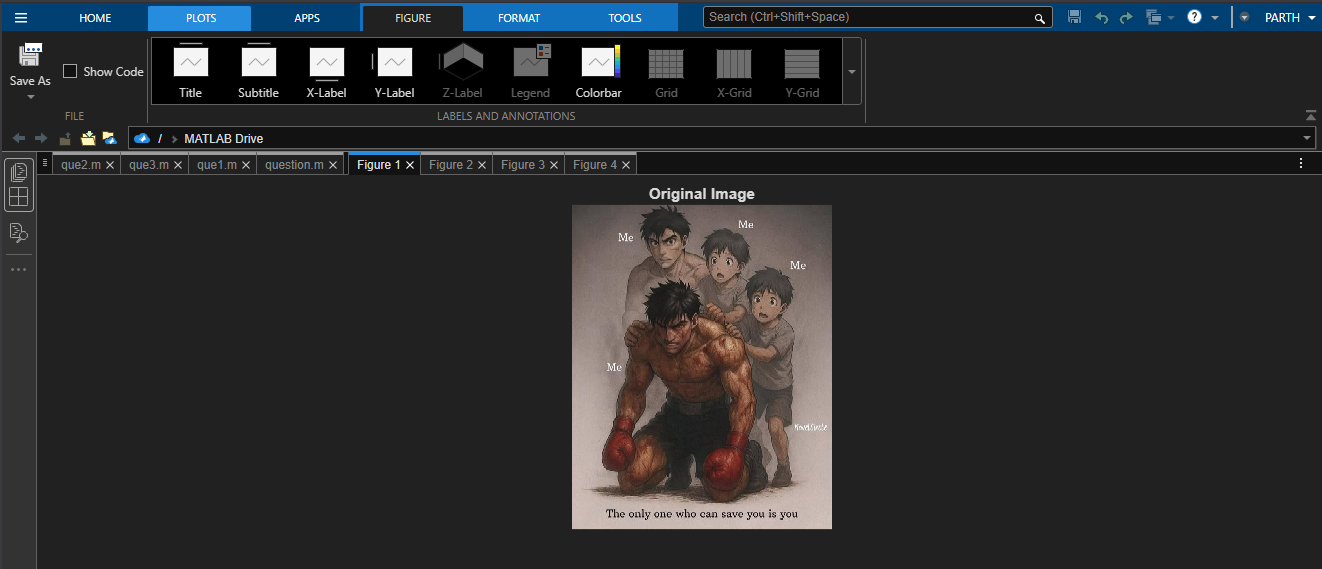 HOME PLOTS APPS FIGURE FORMAT TOOLS Search (Ctrl+Shift+Space) ? PARTH
Save As
Show Code
Title Subtitle X-Label Y-Label Z-Label Legend Colorbar Grid X-Grid Y-Grid
FILE LABELS AND ANNOTATIONS
/ > MATLAB Drive
que2.m × que3.m × que1.m × question.m × Figure 1 × Figure 2 × Figure 3 × Figure 4 ×
Original Image
Me
Me
Me
Me
NovelCircle
The only one who can save you is you